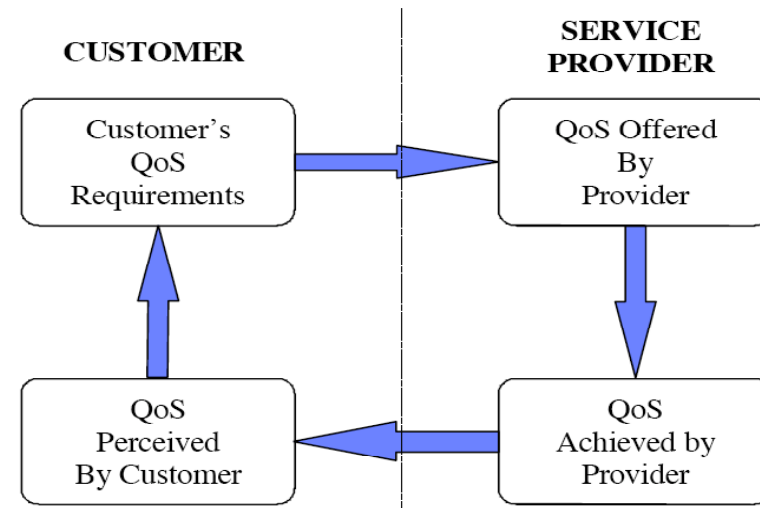 CUSTOMER
SERVICE
PROVIDER
Customer’s
QoS
Requirements
QoS Offered
By
Provider
QoS
Perceived
By Customer
QoS
Achieved by
Provider